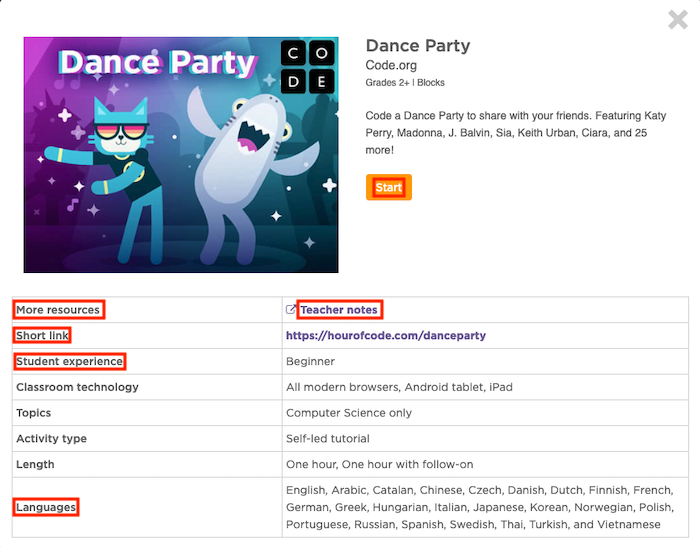 Dance Party
C O
D E
Dance Party
Code.org
Grades 2+ | Blocks
Code a Dance Party to share with your friends. Featuring Katy
Perry, Madonna, J. Balvin, Sia, Keith Urban, Ciara, and 25
more!
Start
More resources Teacher notes
Short link https://hourofcode.com/danceparty
Student experience Beginner
Classroom technology All modern browsers, Android tablet, iPad
Topics Computer Science only
Activity type Self-led tutorial
Length One hour, One hour with follow-on
Languages
English, Arabic, Catalan, Chinese, Czech, Danish, Dutch, Finnish, French,
German, Greek, Hungarian, Italian, Japanese, Korean, Norwegian, Polish,
Portuguese, Russian, Spanish, Swedish, Thai, Turkish, and Vietnamese